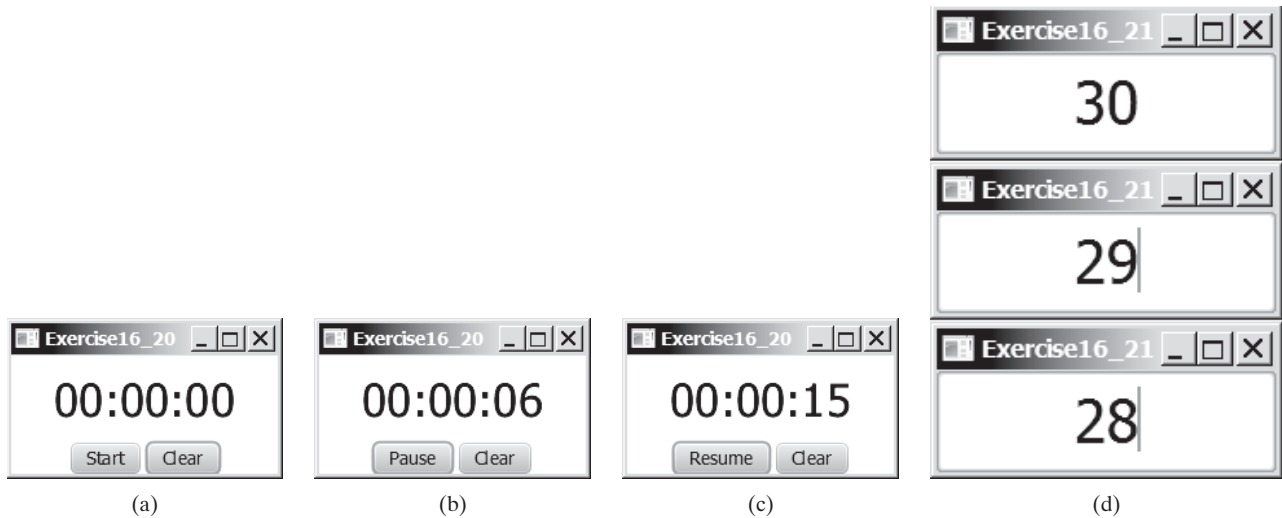 Exercise16_20
00:00:00
Start Clear
(a)
Exercise16_20
00:00:06
Pause Clear
(b)
Exercise16_20
00:00:15
Resume Clear
(c)
Exercise16_21
30
Exercise16_21
29
Exercise16_21
28
(d)